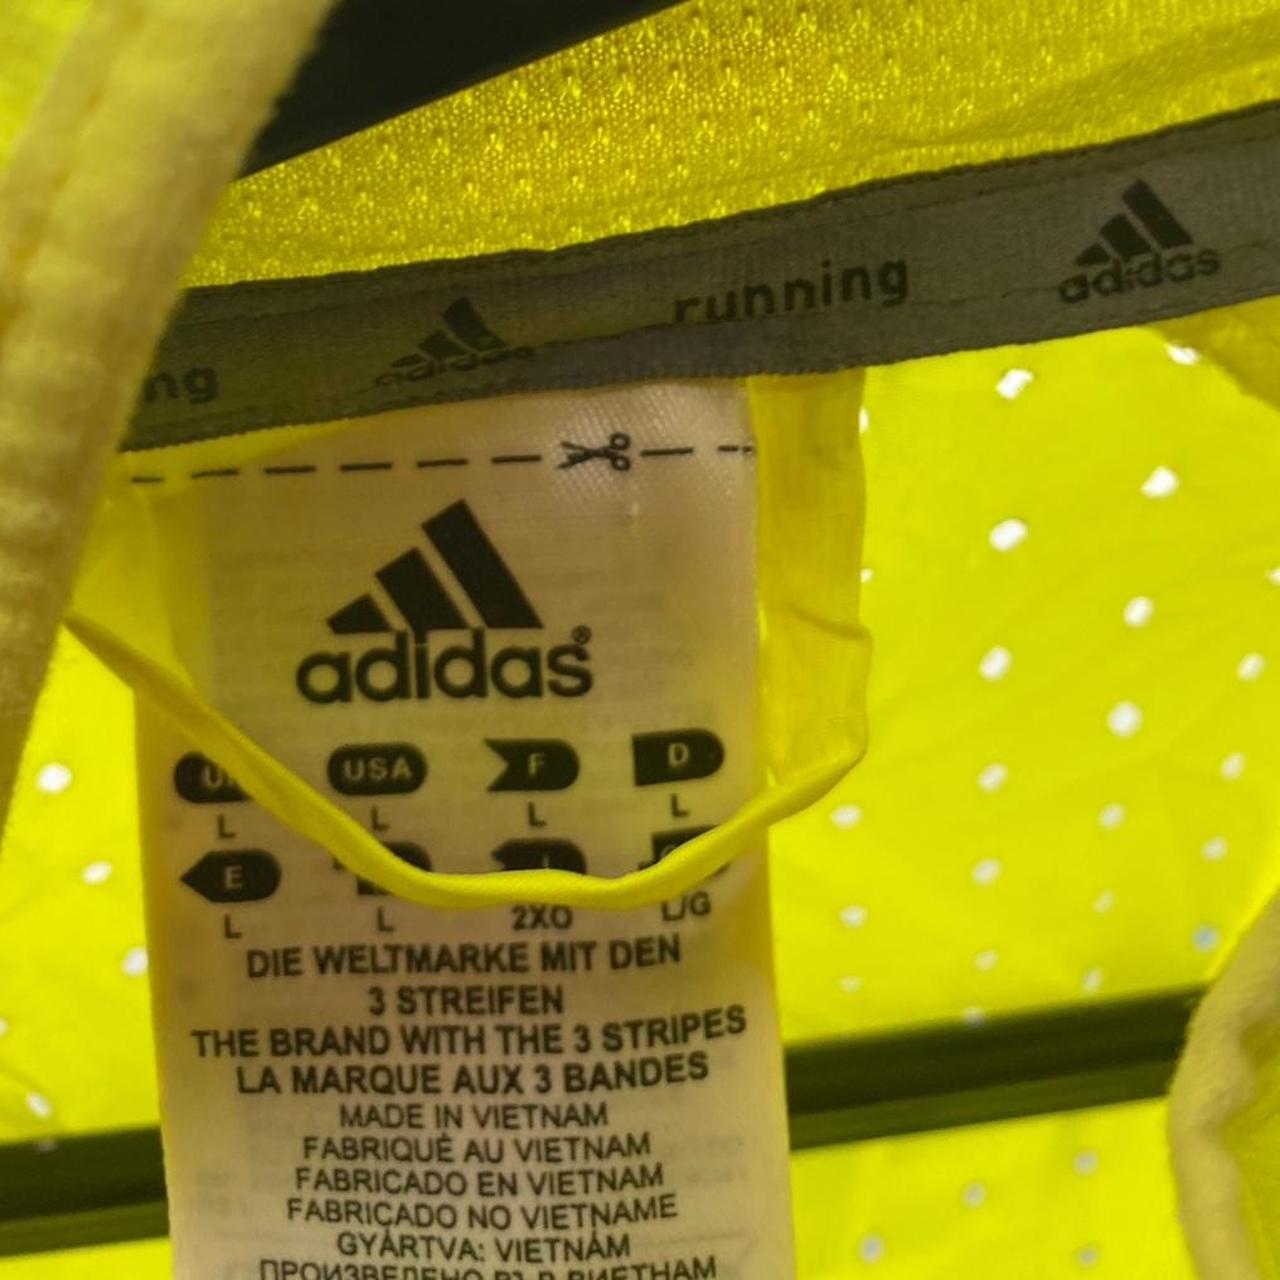 running
adidas
ng
adidas
adidas®
USA F D
L L L L
E
L L 2XO L/G
DIE WELTMARKE MIT DEN
3 STREIFEN
THE BRAND WITH THE 3 STRIPES
LA MARQUE AUX 3 BANDES
MADE IN VIETNAM
FABRIQUÉ AU VIETNAM
FABRICADO EN VIETNAM
FABRICADO NO VIETNAME
GYÁRTVA: VIETNÁM